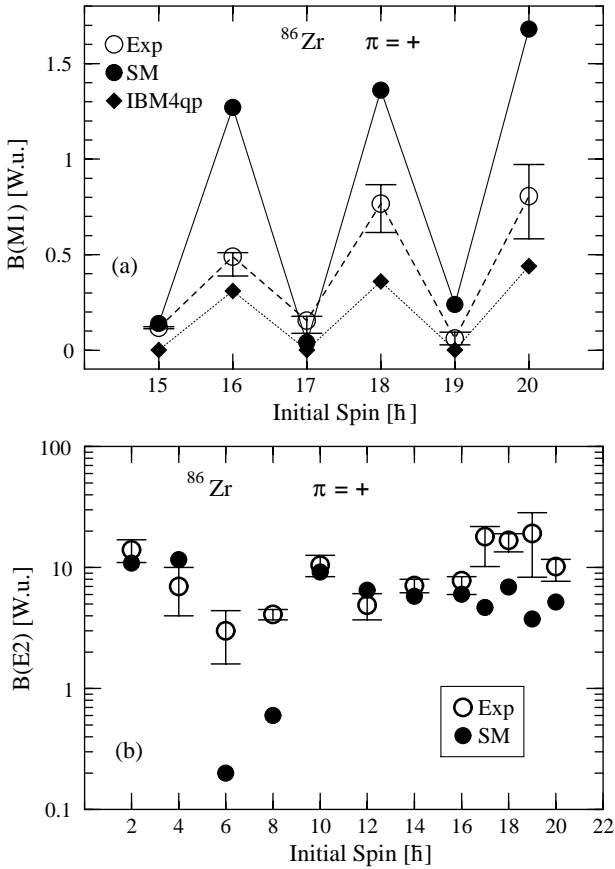 ⁸⁶Zr π = +
Exp
SM
IBM4qp
B(M1) [W.u.]
1.5
1
0.5
0
(a)
15 16 17 18 19 20
Initial Spin [ħ]
⁸⁶Zr π = +
B(E2) [W.u.]
100
10
1
0.1
Exp
SM
(b)
2 4 6 8 10 12 14 16 18 20 22
Initial Spin [ħ]